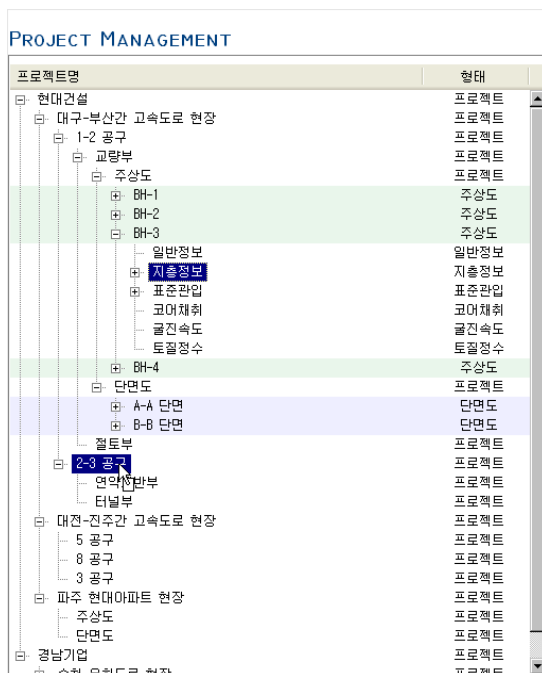 PROJECT MANAGEMENT
프로젝트명 형태
현대건설 프로젝트
대구-부산간 고속도로 현장 프로젝트
1-2 공구 프로젝트
교량부 프로젝트
주상도 프로젝트
BH-1 주상도
BH-2 주상도
BH-3 주상도
일반정보 일반정보
지층정보 지층정보
표준관입 표준관입
코어채취 코어채취
굴진속도 굴진속도
토질정수 토질정수
BH-4 주상도
단면도 프로젝트
A-A 단면 단면도
B-B 단면 단면도
절토부 프로젝트
2-3 공구 프로젝트
프로젝트
터널부 프로젝트
대전-진주간 고속도로 현장 프로젝트
5 공구 프로젝트
8 공구 프로젝트
3 공구 프로젝트
파주 현대아파트 현장 프로젝트
주상도 프로젝트
단면도 프로젝트
경남기업 프로젝트
현장 프로젝트